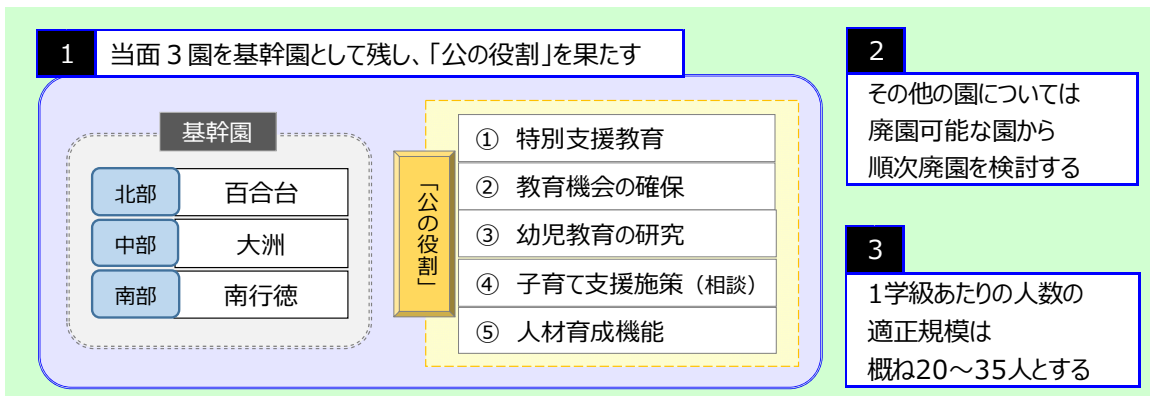 1 当面3園を基幹園として残し、「公の役割」を果たす
基幹園
北部 百合台
中部 大洲
南部 南行徳
「公の役割」
① 特別支援教育
② 教育機会の確保
③ 幼児教育の研究
④ 子育て支援施策（相談）
⑤ 人材育成機能
2
その他の園については
廃園可能な園から
順次廃園を検討する
3
1学級あたりの人数の
適正規模は
概ね20～35人とする